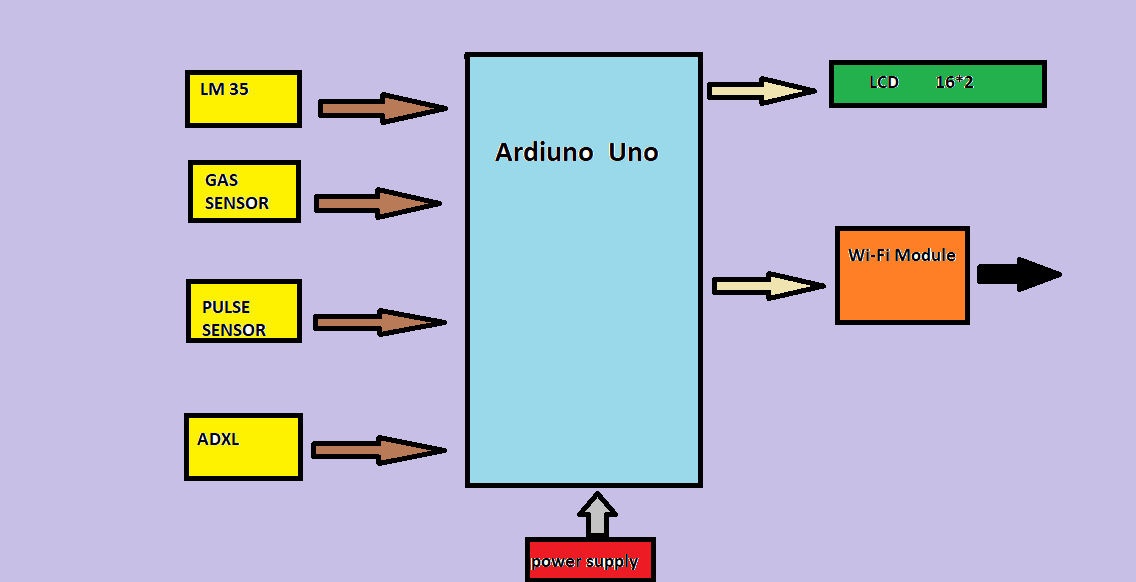 LM 35
GAS
SENSOR
PULSE
SENSOR
ADXL
Ardiuno Uno
LCD 16*2
Wi-Fi Module
power supply